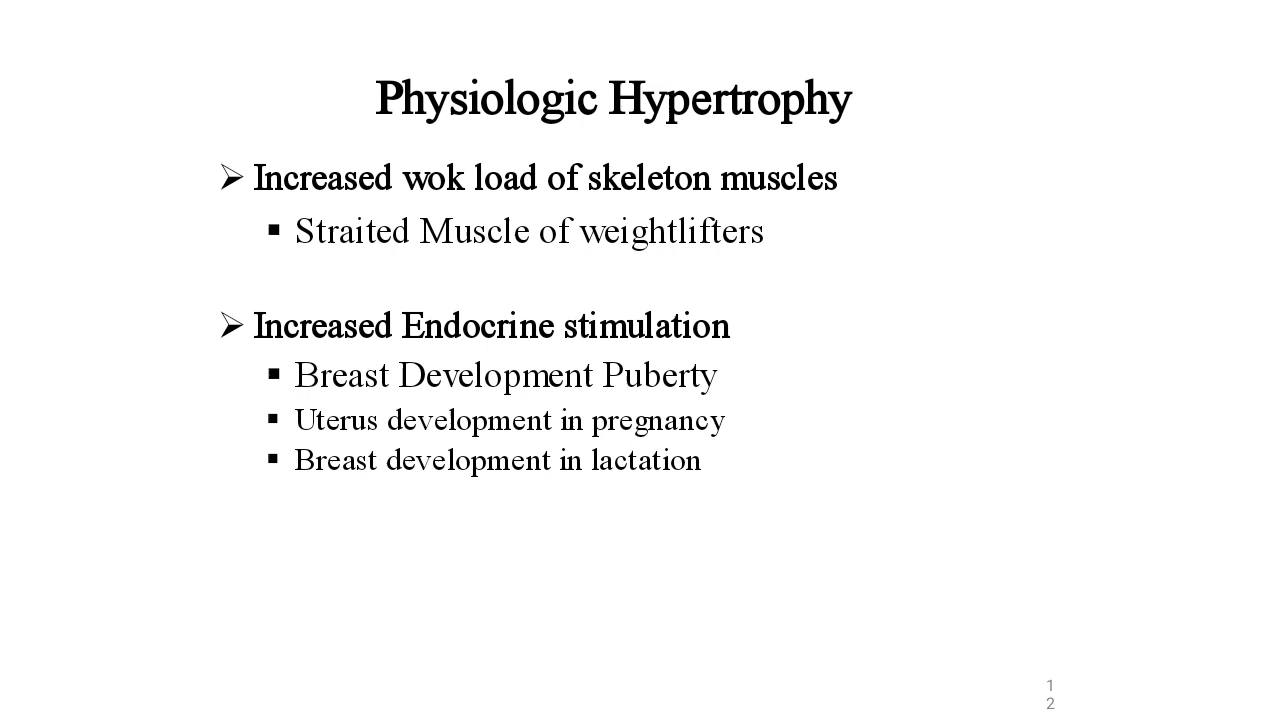 Physiologic Hypertrophy
➢ Increased wok load of skeleton muscles
▪ Straited Muscle of weightlifters
➢ Increased Endocrine stimulation
▪ Breast Development Puberty
▪ Uterus development in pregnancy
▪ Breast development in lactation
1
2